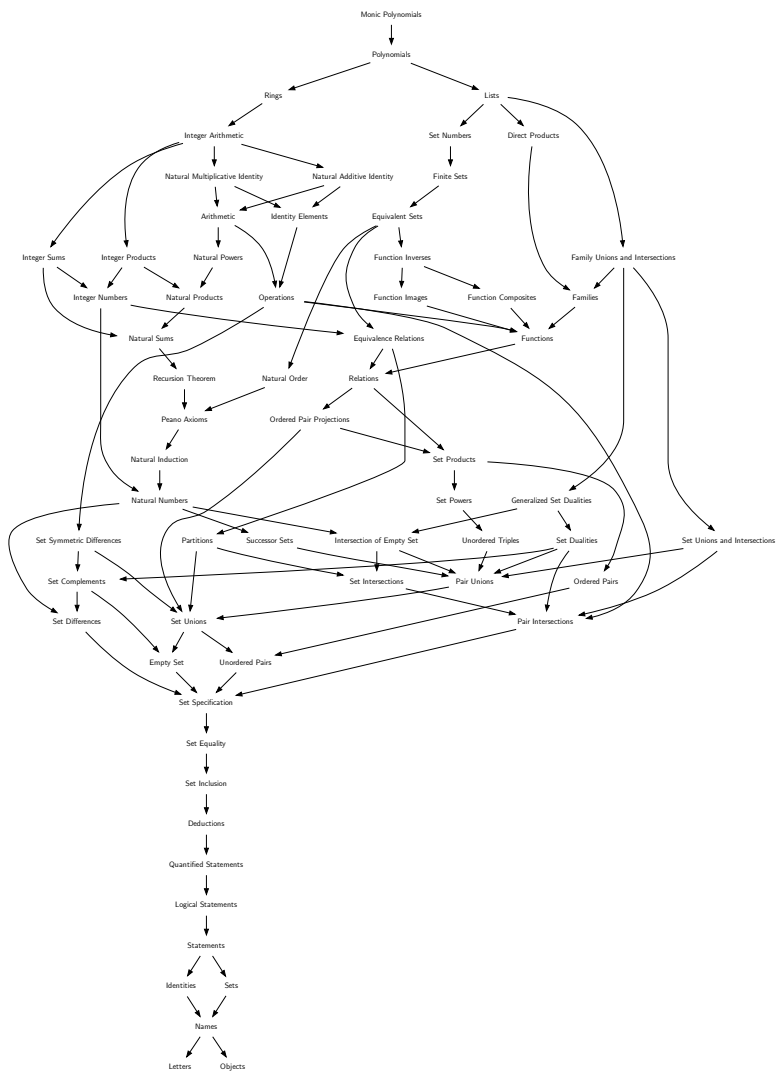 Monic Polynomials
Polynomials
Rings
Lists
Integer Arithmetic
Set Numbers
Direct Products
Natural Multiplicative Identity
Natural Additive Identity
Finite Sets
Arithmetic
Identity Elements
Equivalent Sets
Integer Sums
Integer Products
Natural Powers
Function Inverses
Family Unions and Intersections
Integer Numbers
Natural Products
Operations
Function Images
Function Composites
Families
Natural Sums
Equivalence Relations
Functions
Recursion Theorem
Natural Order
Relations
Peano Axioms
Ordered Pair Projections
Natural Induction
Set Products
Natural Numbers
Set Powers
Generalized Set Dualities
Set Symmetric Differences
Partitions
Successor Sets
Intersection of Empty Set
Unordered Triples
Set Dualities
Set Unions and Intersections
Set Complements
Set Intersections
Pair Unions
Ordered Pairs
Set Differences
Set Unions
Pair Intersections
Empty Set
Unordered Pairs
Set Specification
Set Equality
Set Inclusion
Deductions
Quantified Statements
Logical Statements
Statements
Identities
Sets
Names
Letters
Objects